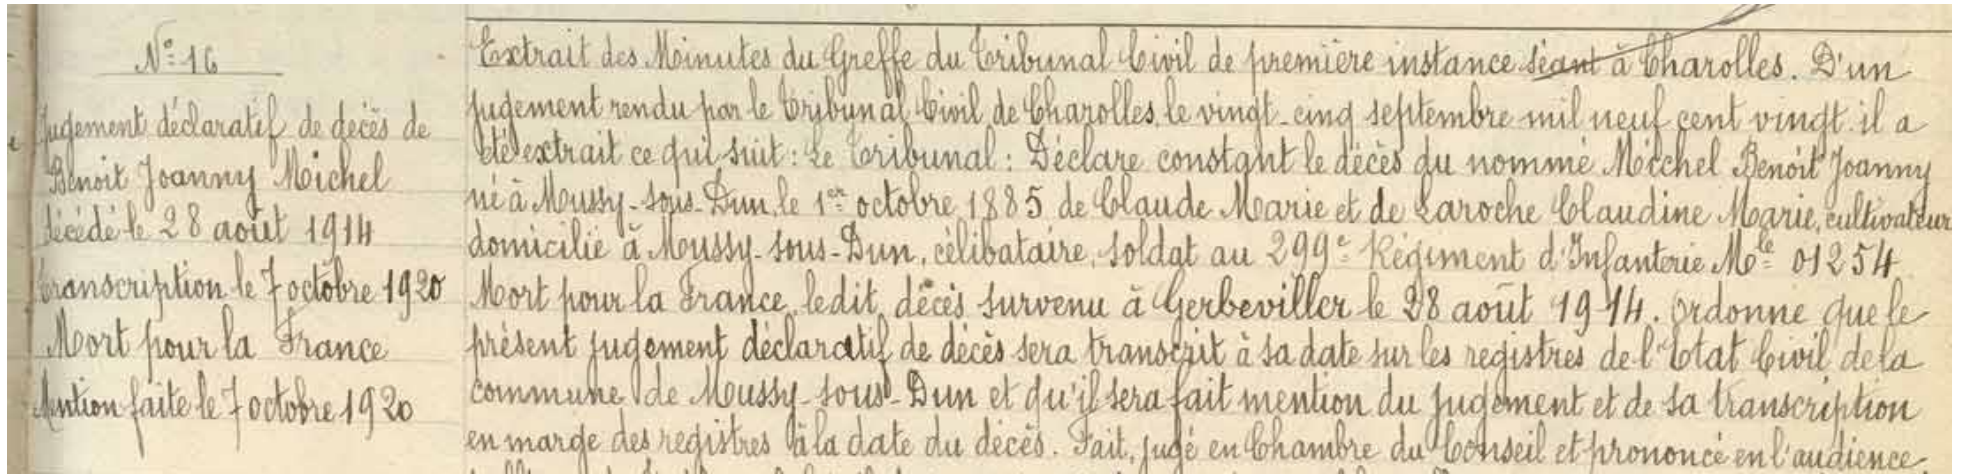 N° 16
Jugement déclaratif de décès de
Benoit Joanny Michel
décédé le 28 août 1914
transcription le 7 octobre 1920
Mort pour la France
Mention faite le 7 octobre 1920
Extrait des Minutes du Greffe du Tribunal Civil de première instance séant à Charolles. D'un
jugement rendu par le Tribunal Civil de Charolles, le vingt-cinq septembre mil neuf cent vingt il a
été extrait ce qui suit : Le Tribunal : Déclare constant le décès du nommé Michel Benoit Joanny
né à Mussy-sous-Dun, le 1er octobre 1885 de Claude Marie et de Laroche Claudine Marie, cultivateur
domicilié à Mussy-sous-Dun, célibataire, soldat au 299e Régiment d'Infanterie Mle 01254
Mort pour la France, ledit décès survenu à Gerbeviller le 28 août 1914. Ordonne que le
présent jugement déclaratif de décès sera transcrit à sa date sur les registres de l'Etat Civil de la
commune de Mussy-sous-Dun et qu'il sera fait mention du jugement et de sa transcription
en marge des registres à la date du décès. Fait, jugé en Chambre du Conseil et prononcé en l'audience